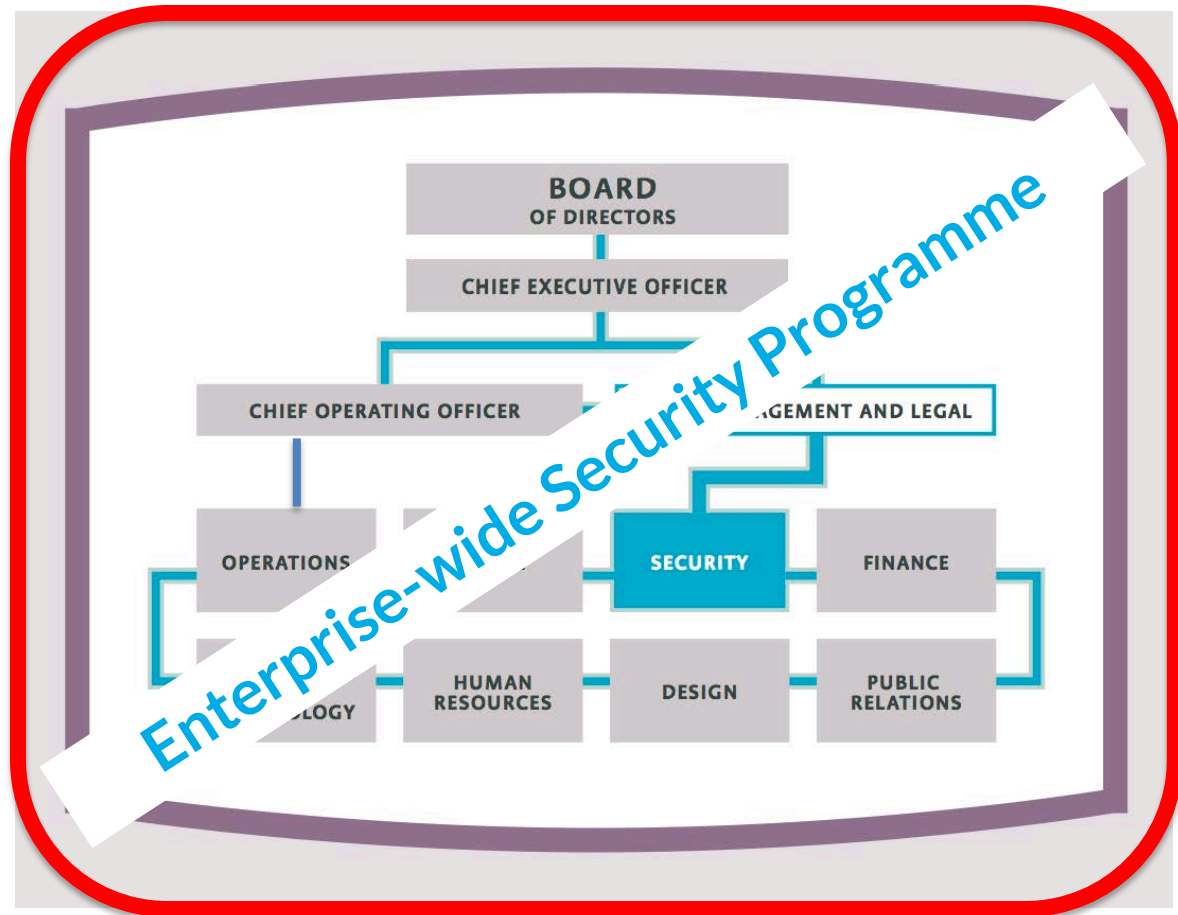 BOARD
OF DIRECTORS
CHIEF EXECUTIVE OFFICER
CHIEF OPERATING OFFICER
AGEMENT AND LEGAL
OPERATIONS
SECURITY
FINANCE
OLOGY
HUMAN
RESOURCES
DESIGN
PUBLIC
RELATIONS
Enterprise-wide Security Programme